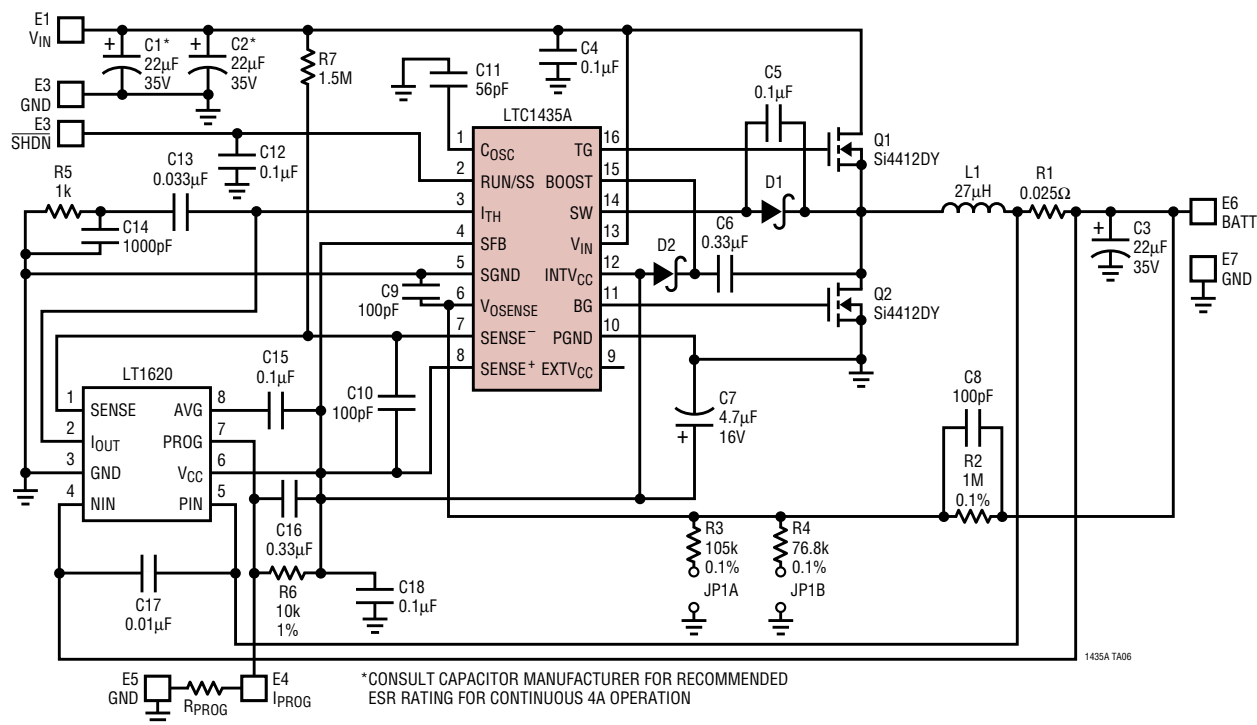 E1
VIN
C1*
22µF
35V
C2*
22µF
35V
R7
1.5M
C4
0.1µF
C11
56pF
C5
0.1µF
E3
GND
E3
SHDN
LTC1435A
Q1
Si4412DY
C12
0.1µF
R5
1k
C13
0.033µF
C14
1000pF
1
COSC
TG
16
2
RUN/SS
BOOST
15
3
ITH
SW
14
4
SFB
VIN
13
5
SGND
INTVCC
12
6
VOSENSE
BG
11
7
SENSE–
PGND
10
8
SENSE+
EXTVCC
9
D1
D2
C6
0.33µF
L1
27µH
R1
0.025Ω
E6
BATT
C3
22µF
35V
E7
GND
Q2
Si4412DY
C9
100pF
C15
0.1µF
C10
100pF
C7
4.7µF
16V
C8
100pF
R2
1M
0.1%
LT1620
1
SENSE
AVG
8
2
IOUT
PROG
7
3
GND
VCC
6
4
NIN
PIN
5
C16
0.33µF
R3
105k
0.1%
JP1A
R4
76.8k
0.1%
JP1B
C17
0.01µF
R6
10k
1%
C18
0.1µF
1435A TA06
E5
GND
RPROG
E4
IPROG
*CONSULT CAPACITOR MANUFACTURER FOR RECOMMENDED
ESR RATING FOR CONTINUOUS 4A OPERATION